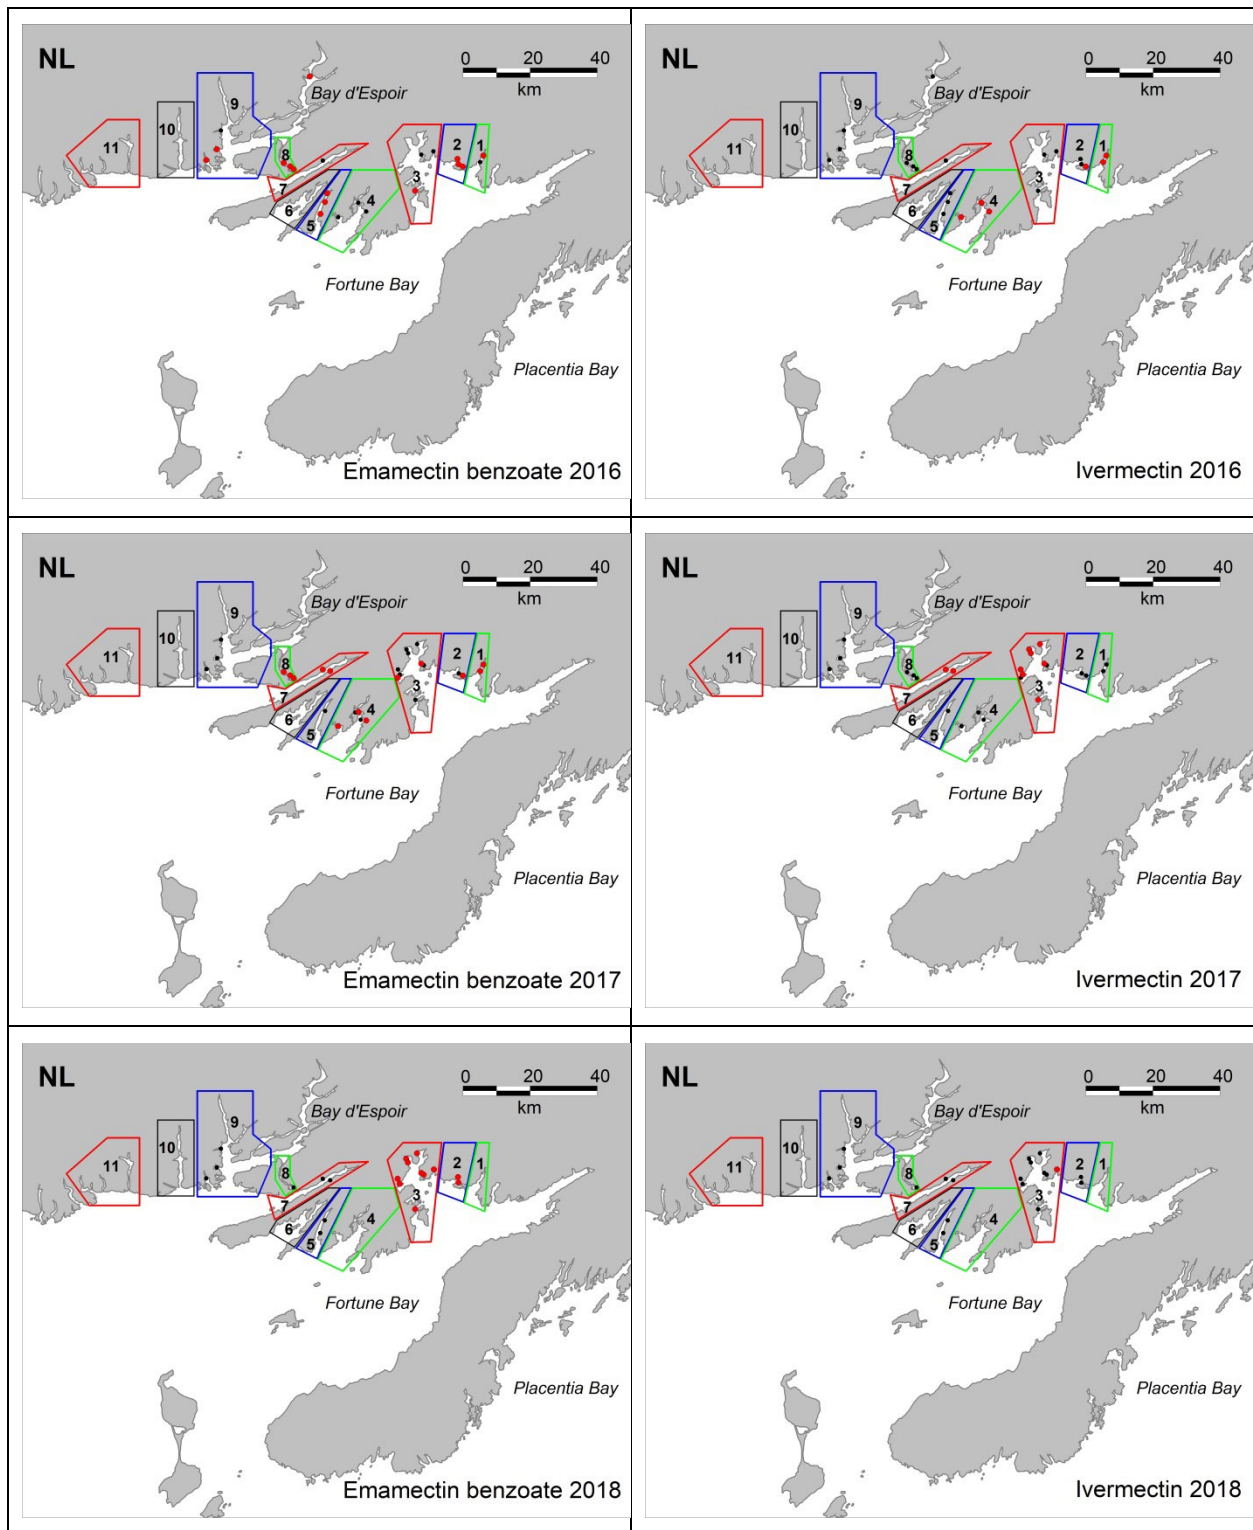 NL
0 20 40
km
Bay d'Espoir
9
10
11
8
2
1
7
3
6
4
5
Fortune Bay
Placentia Bay
Emamectin benzoate 2016
NL
0 20 40
km
Bay d'Espoir
9
10
11
8
2
1
7
3
6
4
5
Fortune Bay
Placentia Bay
Ivermectin 2016
NL
0 20 40
km
Bay d'Espoir
9
10
11
8
2
1
7
3
6
4
5
Fortune Bay
Placentia Bay
Emamectin benzoate 2017
NL
0 20 40
km
Bay d'Espoir
9
10
11
8
2
1
7
3
6
4
5
Fortune Bay
Placentia Bay
Ivermectin 2017
NL
0 20 40
km
Bay d'Espoir
9
10
11
8
2
1
7
3
6
4
5
Fortune Bay
Placentia Bay
Emamectin benzoate 2018
NL
0 20 40
km
Bay d'Espoir
9
10
11
8
2
1
7
3
6
4
5
Fortune Bay
Placentia Bay
Ivermectin 2018